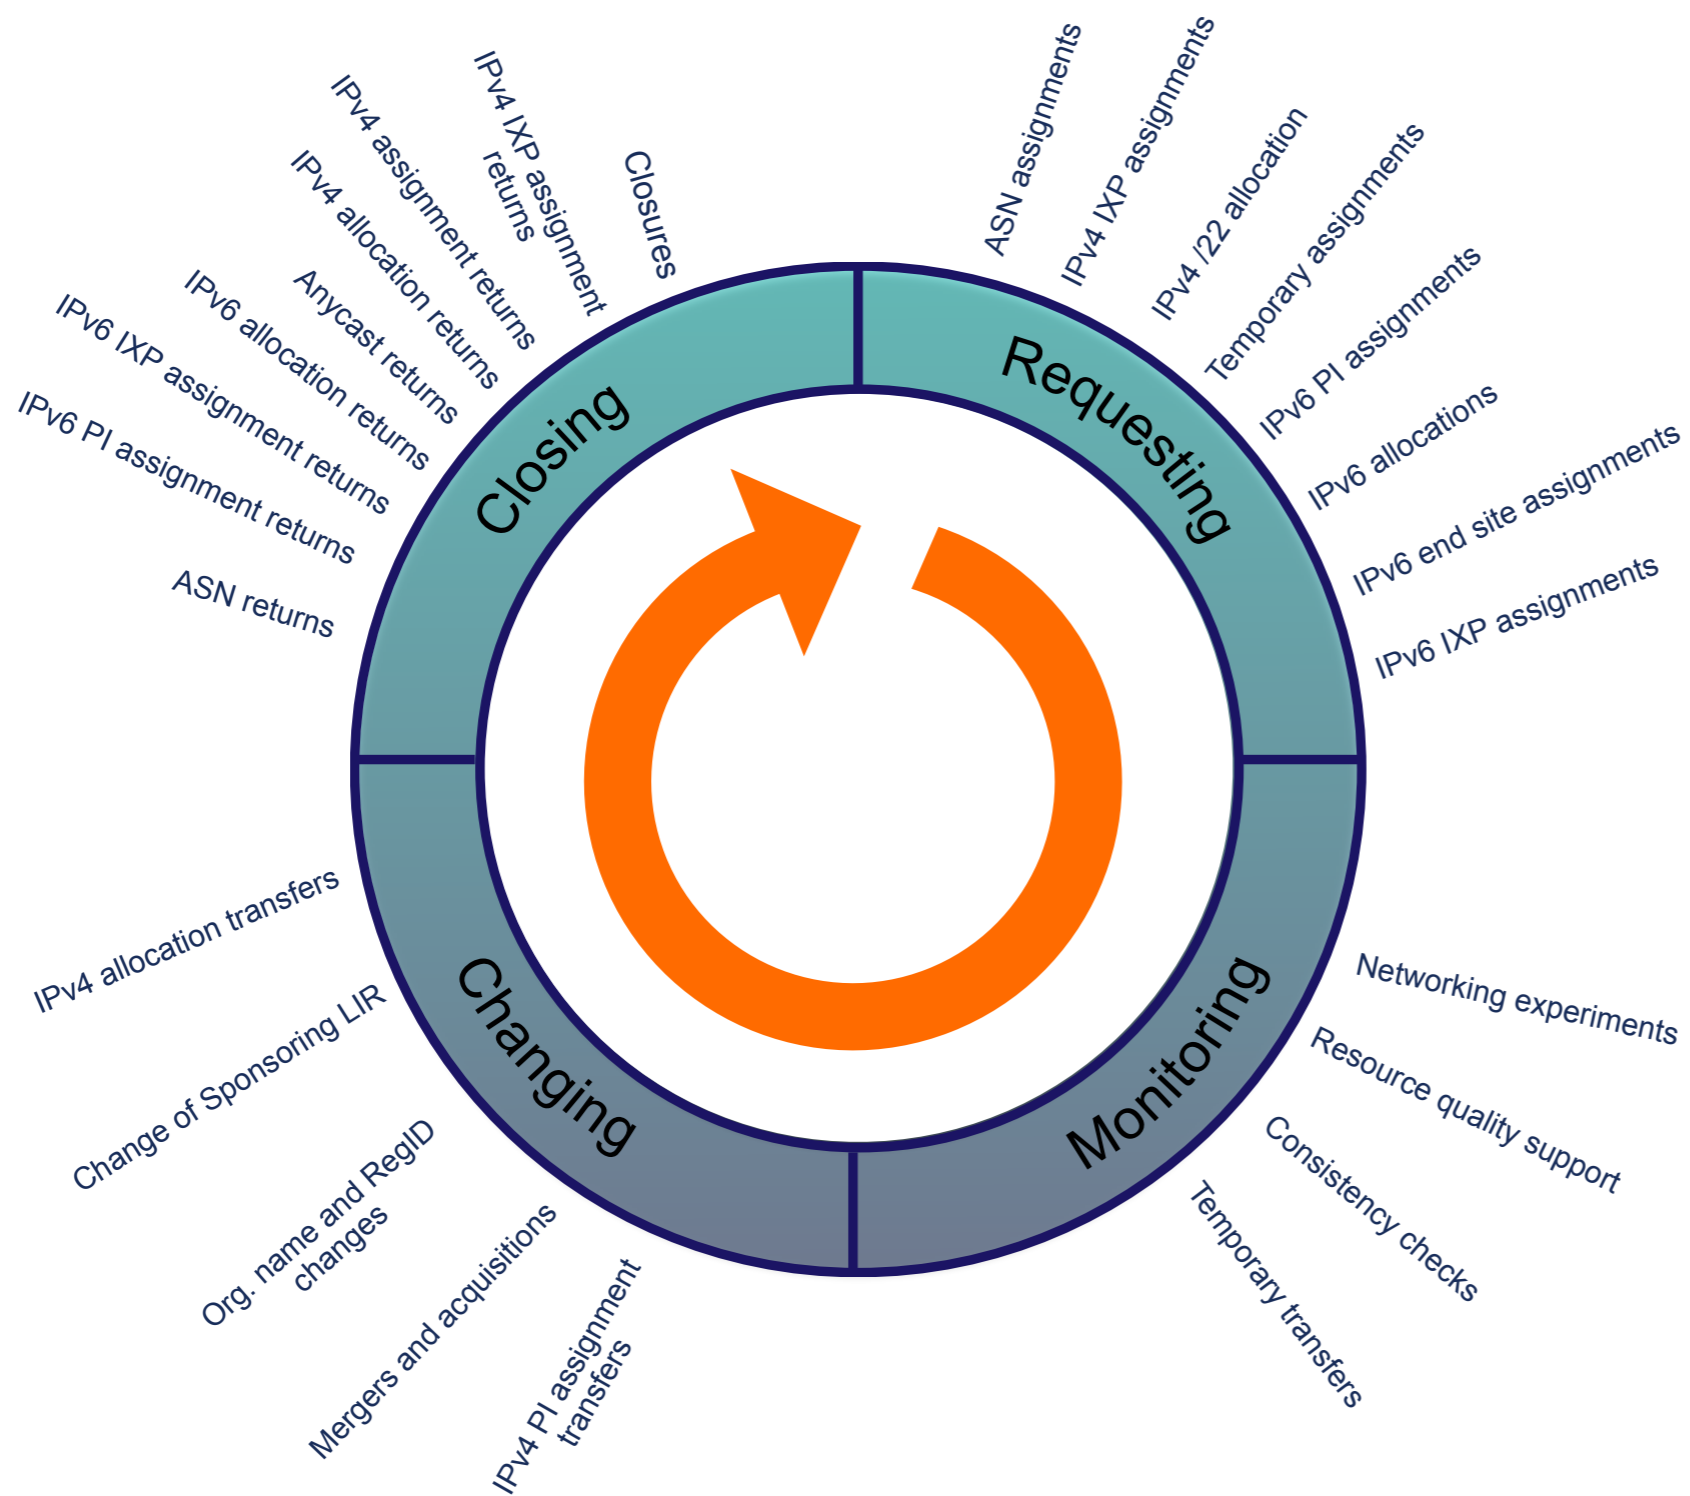 Requesting
ASN assignments
IPv4 IXP assignments
IPv4 /22 allocation
Temporary assignments
IPv6 PI assignments
IPv6 allocations
IPv6 end site assignments
IPv6 IXP assignments
Monitoring
Networking experiments
Resource quality support
Consistency checks
Temporary transfers
Changing
IPv4 PI assignment
transfers
Mergers and acquisitions
Org. name and RegID
changes
Change of Sponsoring LIR
IPv4 allocation transfers
Closing
ASN returns
IPv6 PI assignment returns
IPv6 IXP assignment returns
IPv6 allocation returns
Anycast returns
IPv4 allocation returns
IPv4 assignment returns
IPv4 IXP assignment
returns
Closures